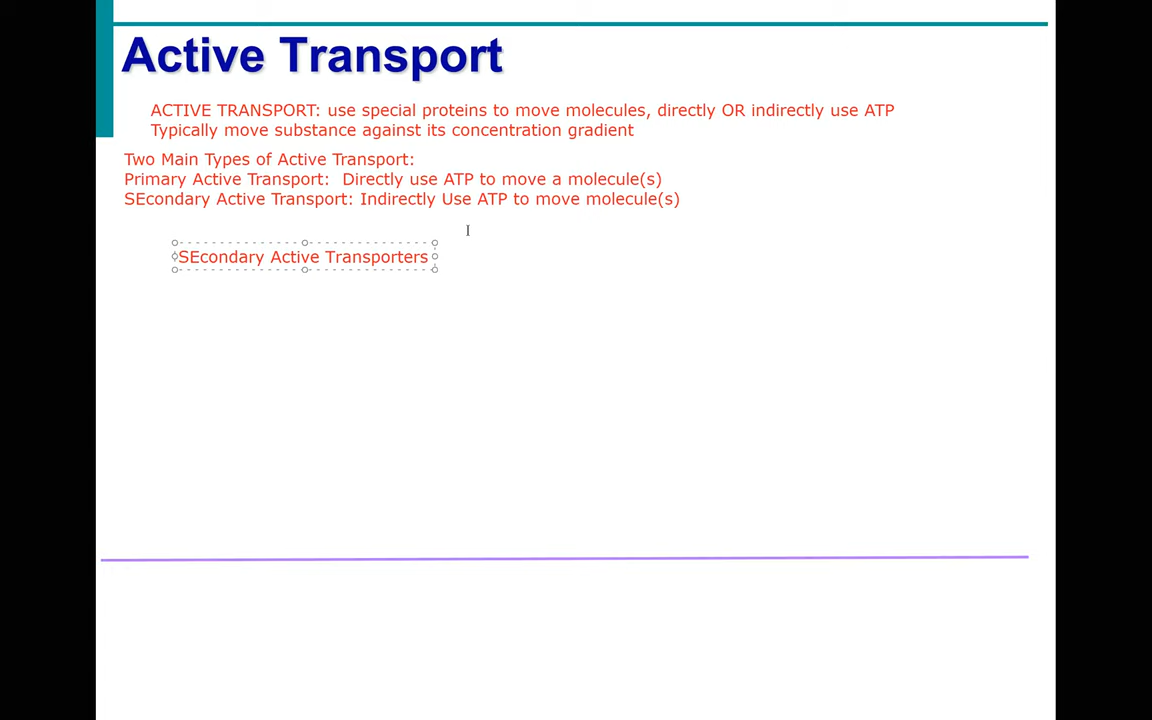 Active Transport
ACTIVE TRANSPORT: use special proteins to move molecules, directly OR indirectly use ATP
Typically move substance against its concentration gradient
Two Main Types of Active Transport:
Primary Active Transport:  Directly use ATP to move a molecule(s)
SEcondary Active Transport: Indirectly Use ATP to move molecule(s)
SEcondary Active Transporters